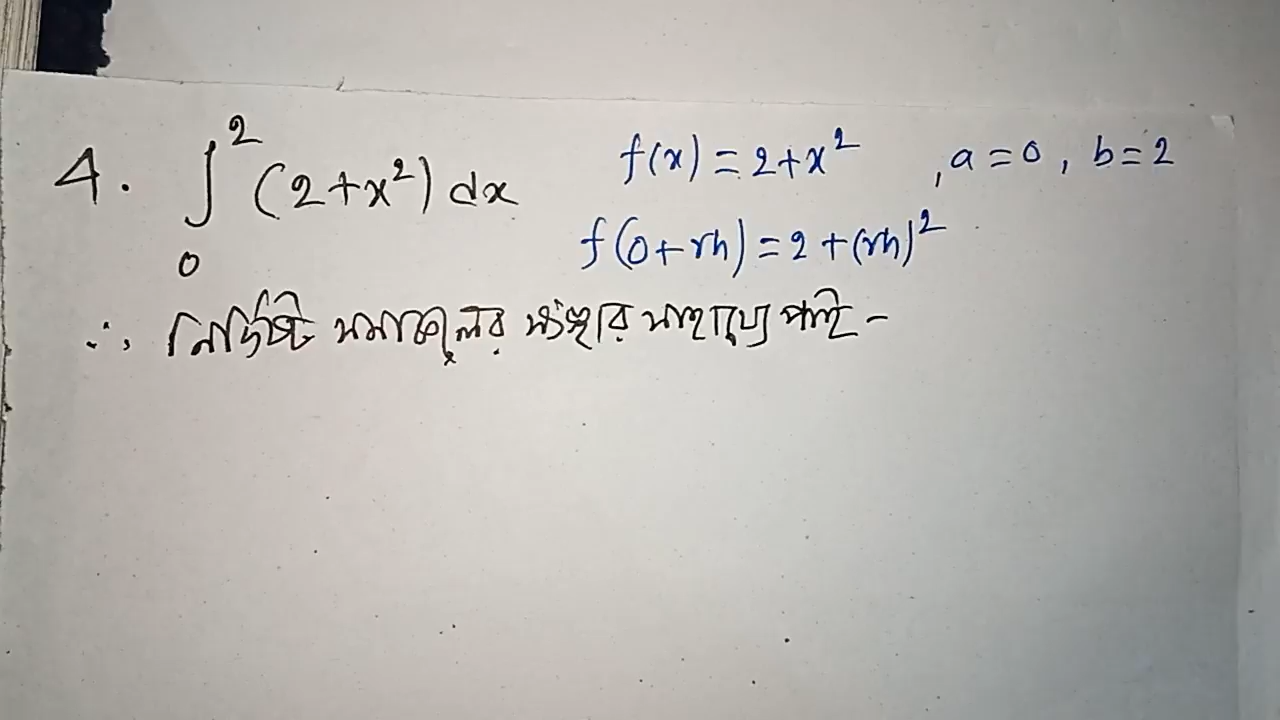 4. ∫₀² (2+x²) dx f(x) = 2+x² , a = 0, b = 2
f(0+rh) = 2+(rh)²
∴ নির্দিষ্ট সমাকলের সংজ্ঞার সাহায্যে পাই -